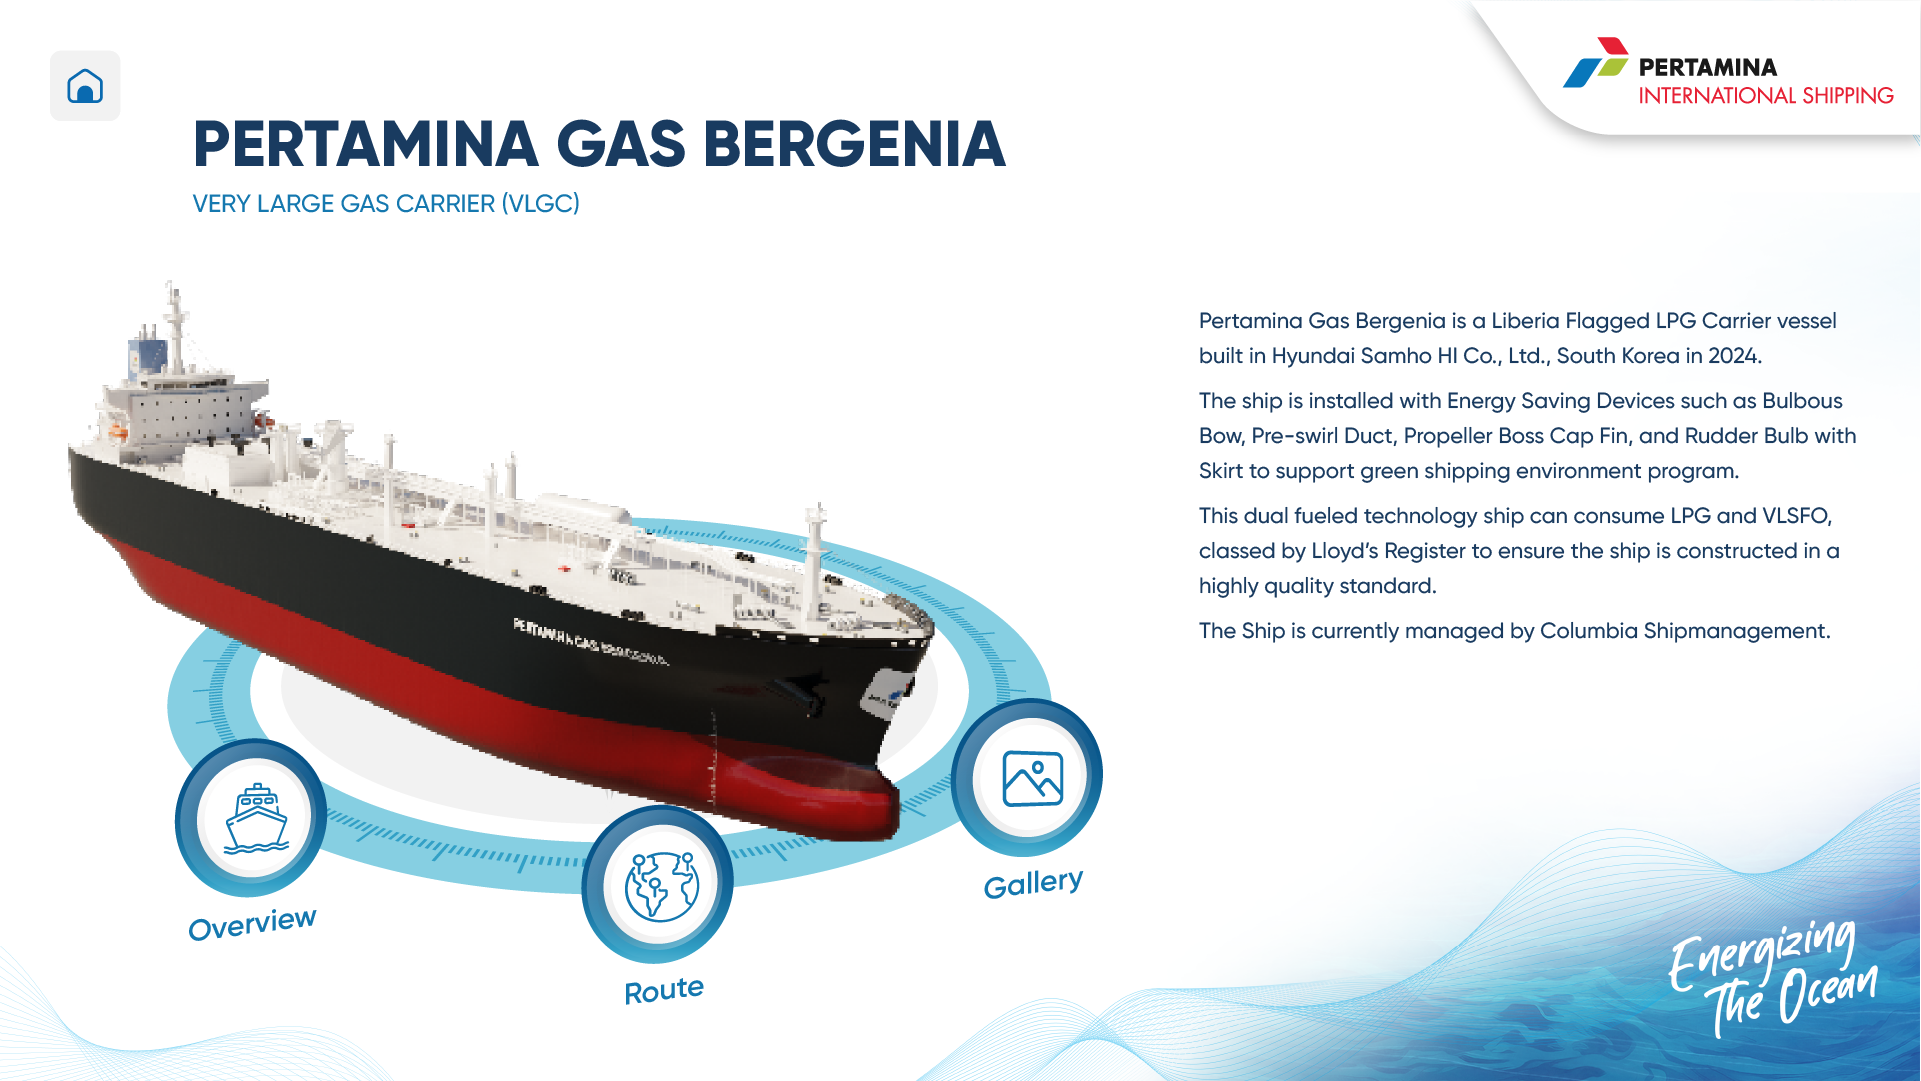 PERTAMINA
INTERNATIONAL SHIPPING
PERTAMINA GAS BERGENIA
VERY LARGE GAS CARRIER (VLGC)
Pertamina Gas Bergenia is a Liberia Flagged LPG Carrier vessel
built in Hyundai Samho HI Co., Ltd., South Korea in 2024.
The ship is installed with Energy Saving Devices such as Bulbous
Bow, Pre-swirl Duct, Propeller Boss Cap Fin, and Rudder Bulb with
Skirt to support green shipping environment program.
This dual fueled technology ship can consume LPG and VLSFO,
classed by Lloyd's Register to ensure the ship is constructed in a
highly quality standard.
The Ship is currently managed by Columbia Shipmanagement.
PERTAMINA GAS BERGENIA
Overview
Route
Gallery
Energizing
The Ocean